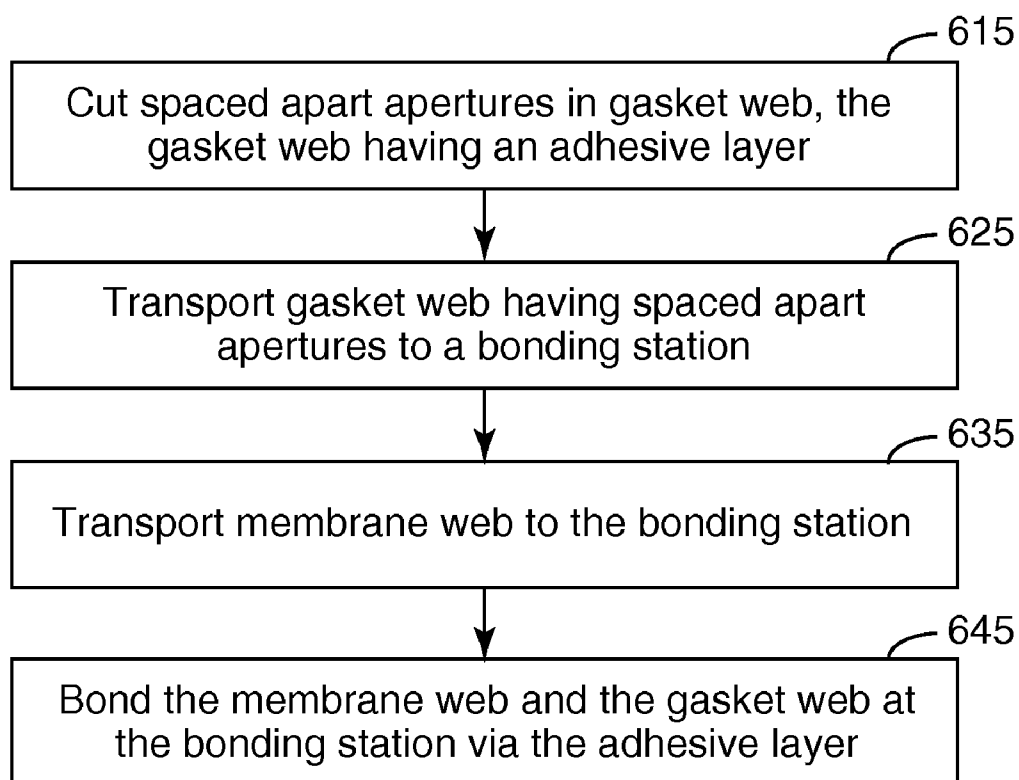 615
Cut spaced apart apertures in gasket web, the
gasket web having an adhesive layer
625
Transport gasket web having spaced apart
apertures to a bonding station
635
Transport membrane web to the bonding station
645
Bond the membrane web and the gasket web at
the bonding station via the adhesive layer